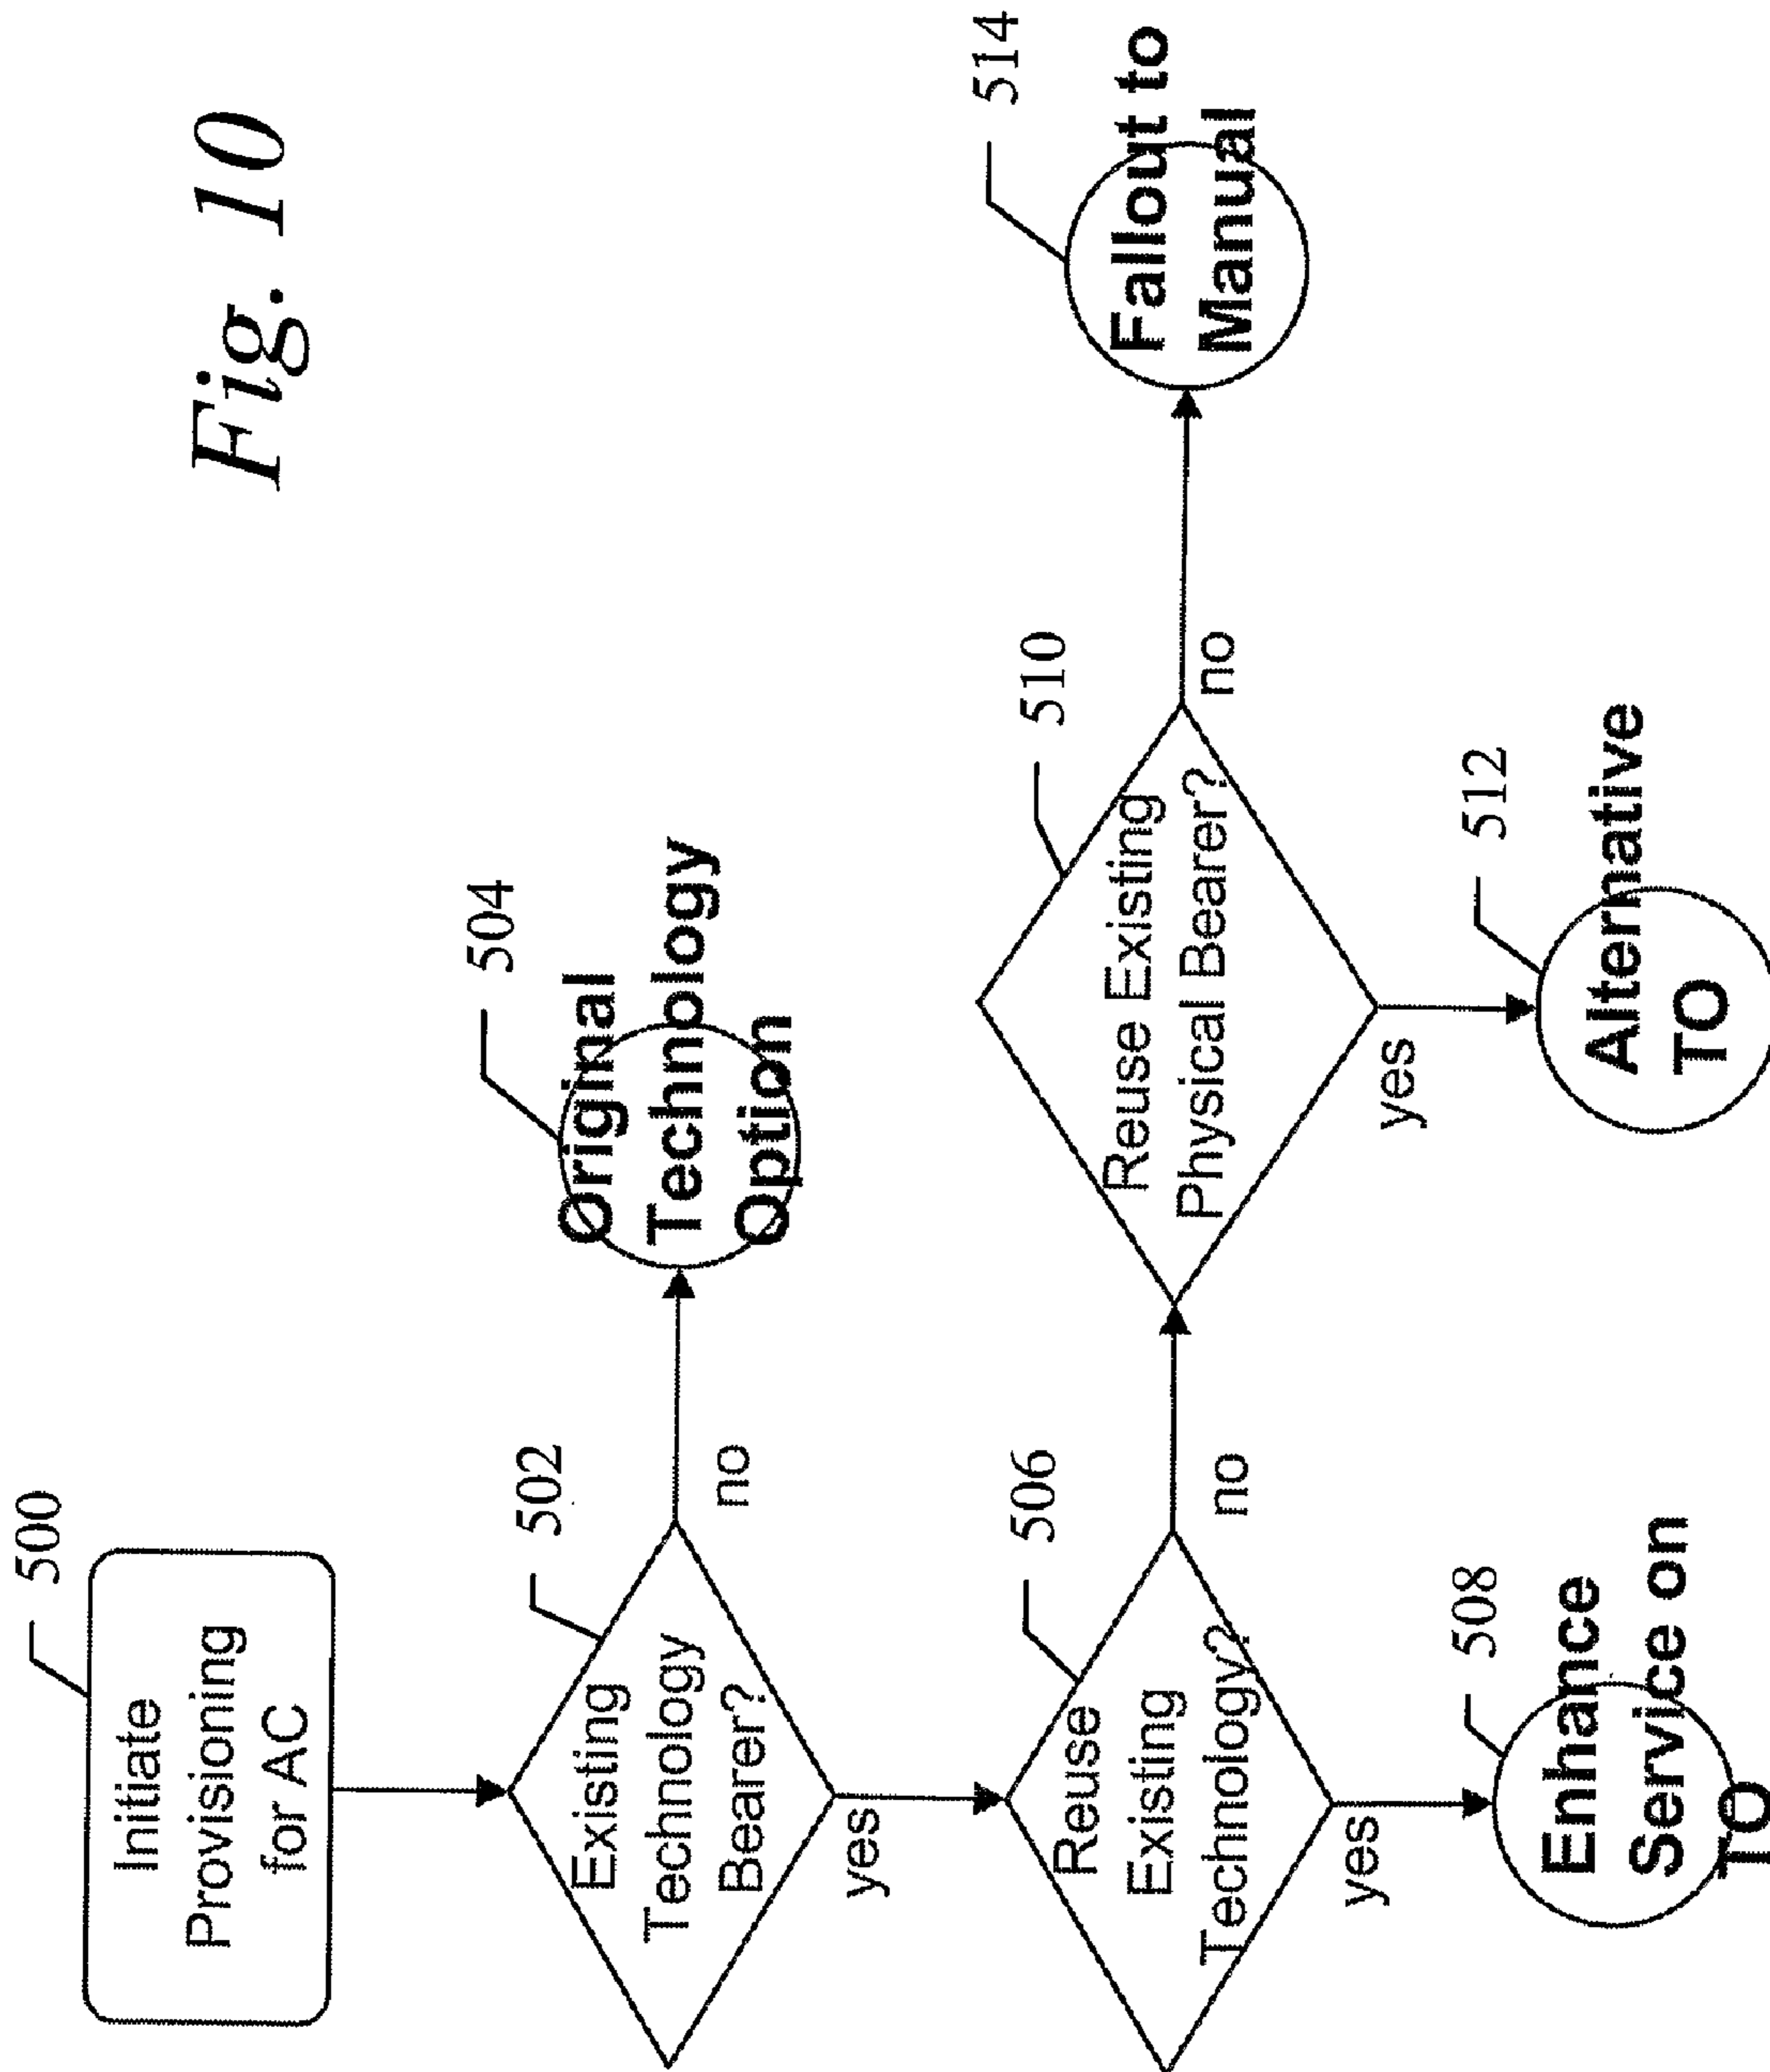 Fig. 10
500
Initiate
Provisioning
for AC
502
Existing
Technology
Bearer?
no
yes
504
Original
Technology
Option
506
Reuse
Existing
Technology?
no
yes
508
Enhance
Service on
TO
510
Reuse Existing
Physical Bearer?
no
yes
512
Alternative
TO
514
Fallout to
Manual